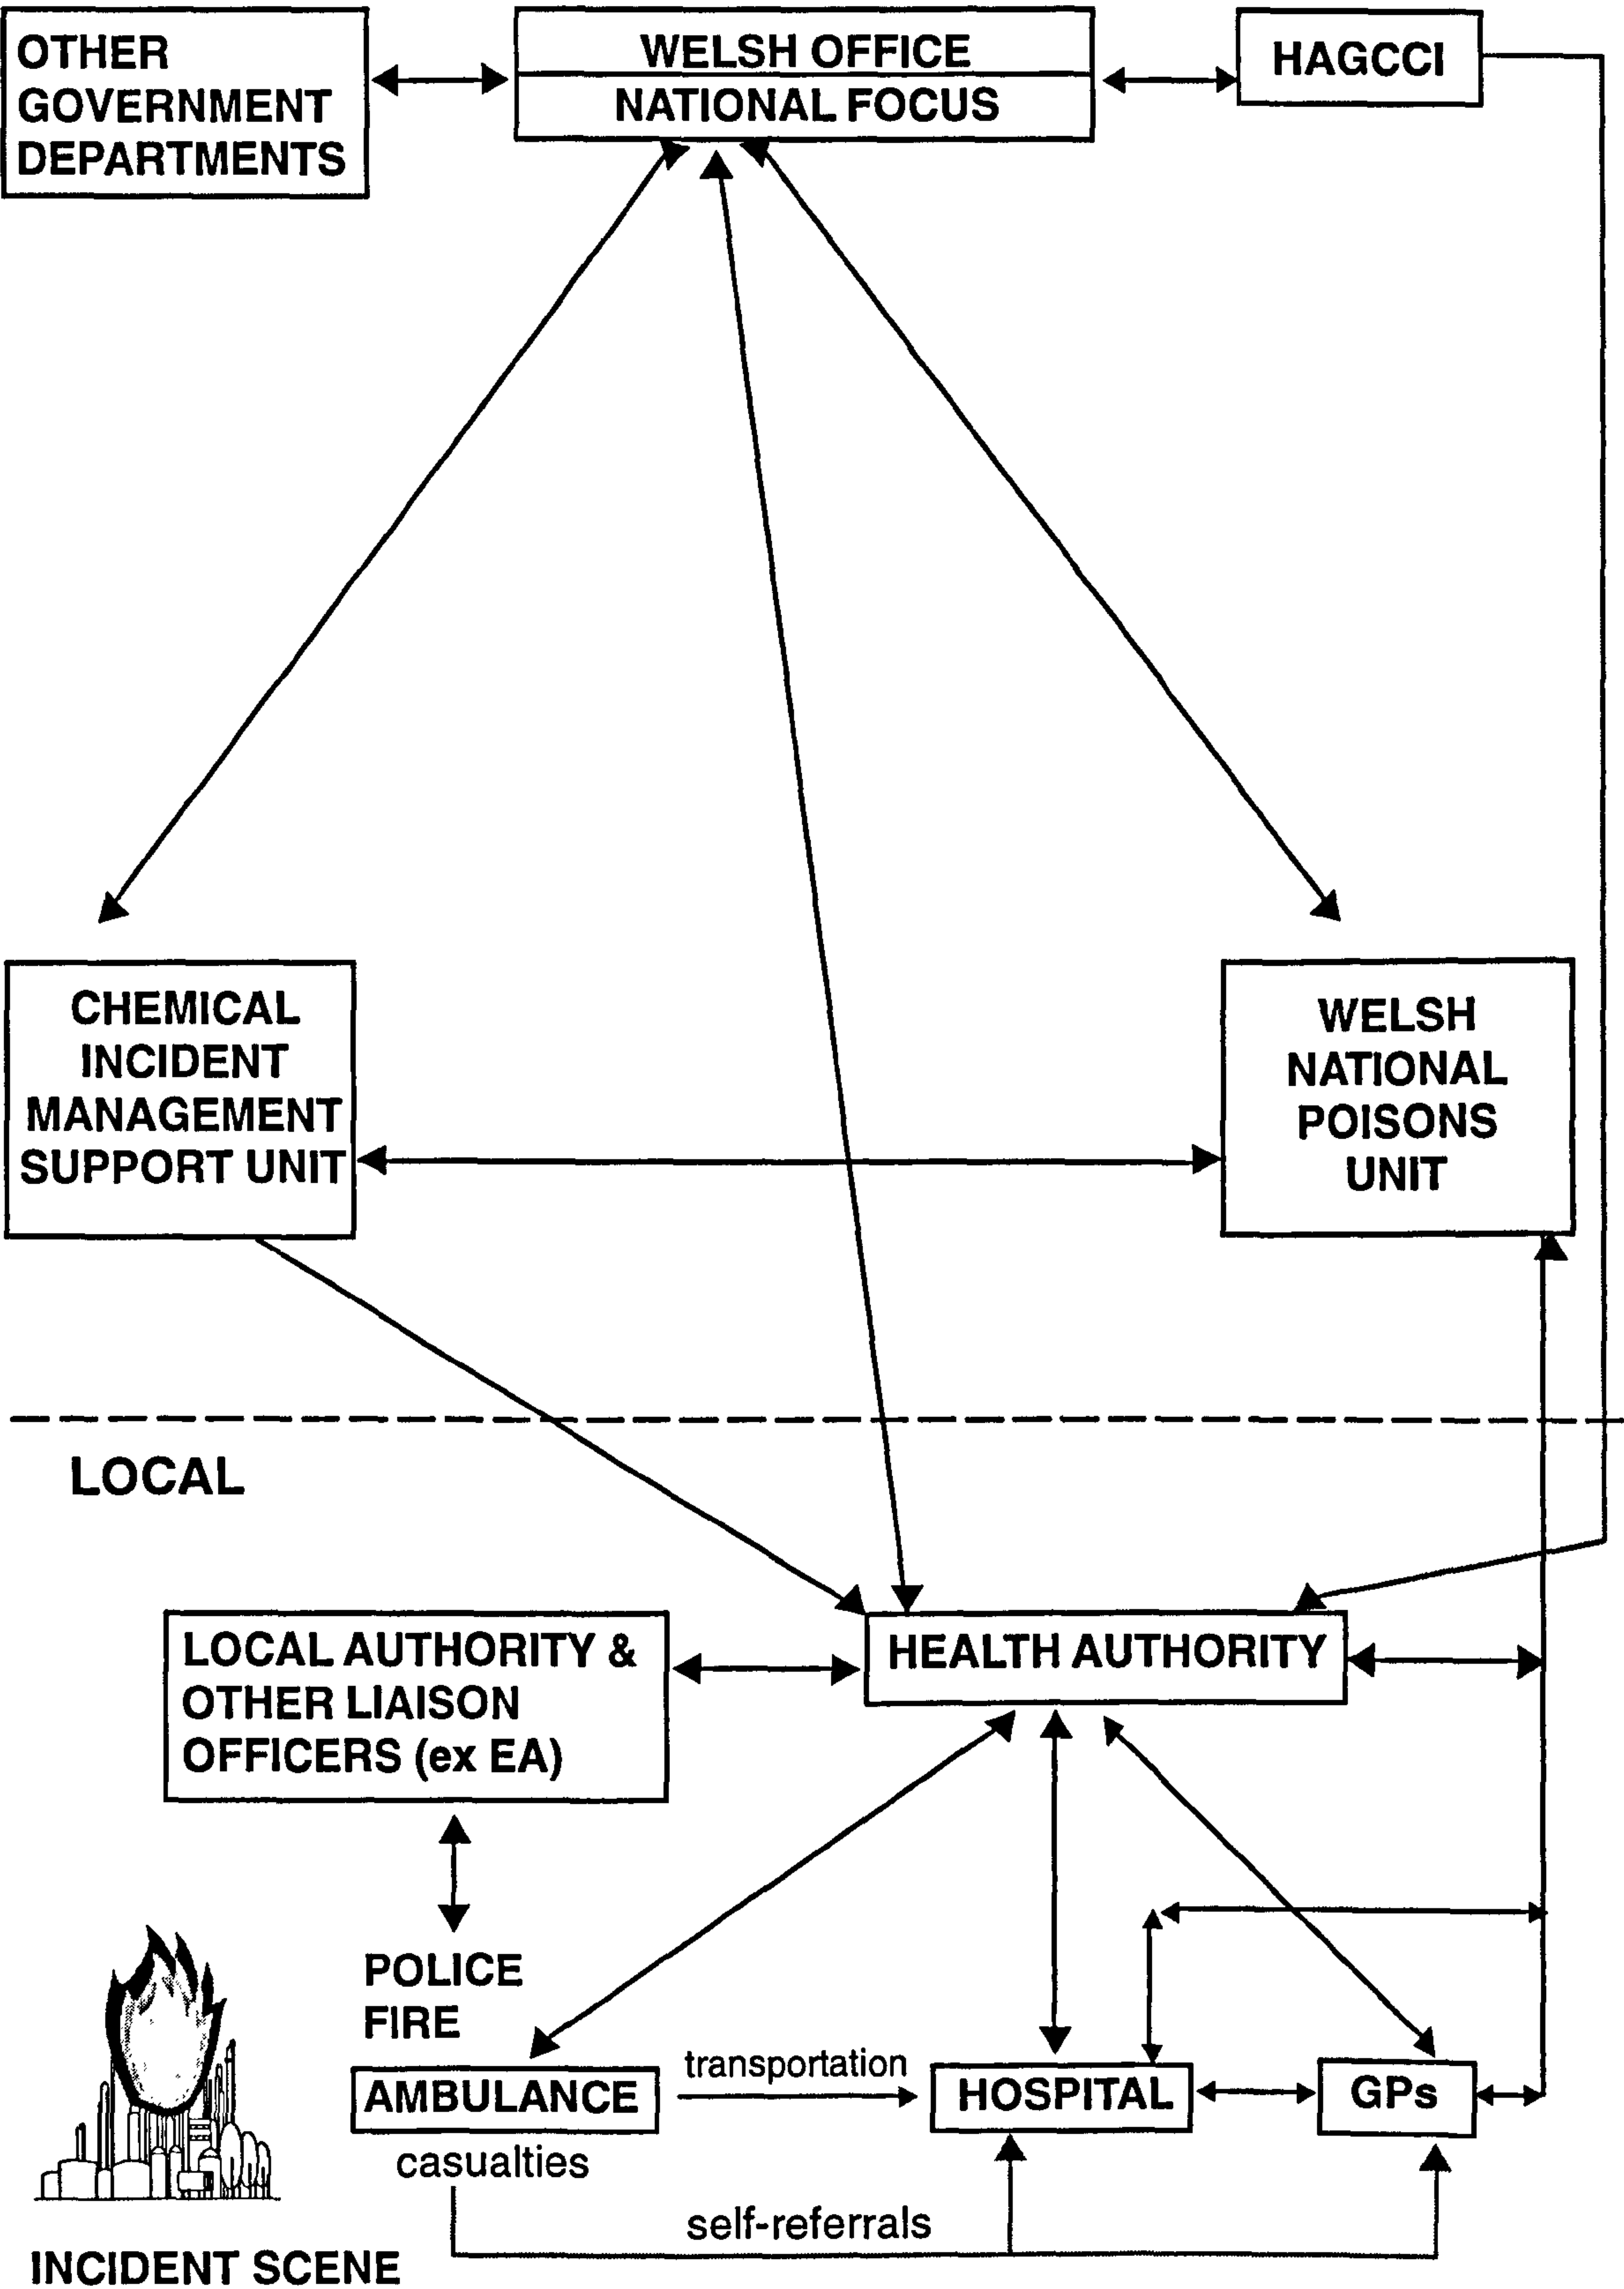 OTHER
GOVERNMENT
DEPARTMENTS
WELSH OFFICE
NATIONAL FOCUS
HAGCCI
CHEMICAL
INCIDENT
MANAGEMENT
SUPPORT UNIT
WELSH
NATIONAL
POISONS
UNIT
LOCAL
LOCAL AUTHORITY &
OTHER LIAISON
OFFICERS (ex EA)
HEALTH AUTHORITY
POLICE
FIRE
AMBULANCE
transportation
HOSPITAL
GPs
casualties
self-referrals
INCIDENT SCENE